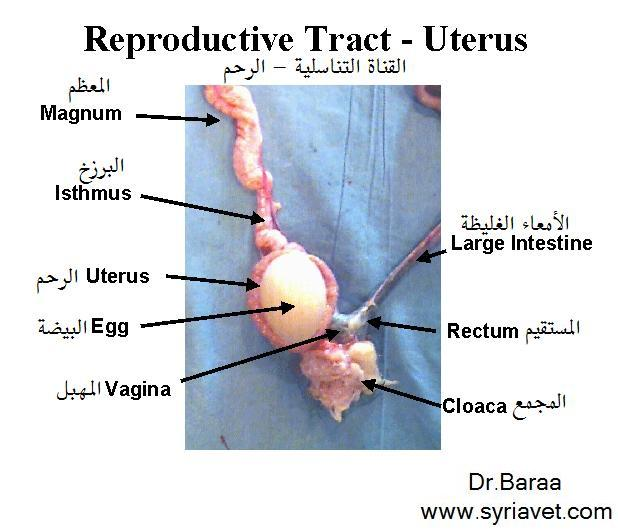 Reproductive Tract - Uterus
القناة التناسلية – الرحم
المعظم
Magnum
البرزخ
Isthmus
الأمعاء الغليظة
Large Intestine
الرحم Uterus
البيضة Egg
Rectum المستقيم
المهبل Vagina
Cloaca المجمع
Dr.Baraa
www.syriavet.com